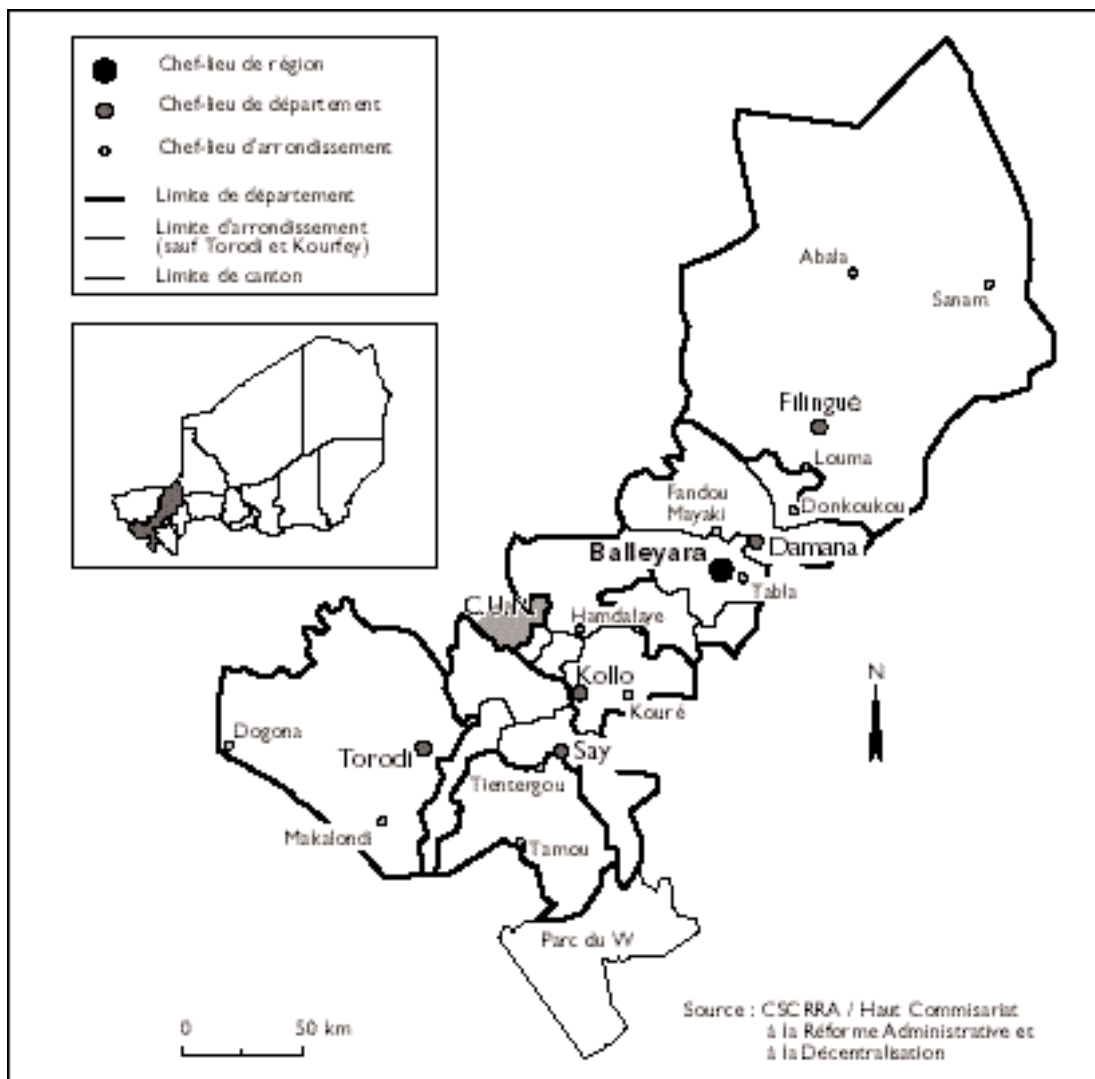 Chef-lieu de région
Chef-lieu de département
Chef-lieu d'arrondissement
Limite de département
Limite d'arrondissement
(sauf Torodi et Kourfey)
Limite de canton
Abala
Sanam
Filingué
Louma
Fandou
Mayaki
Donkoukou
Damana
Balleyara
Tabla
C.U.N.
Hamdalaye
Kollo
Kouré
N
Dogona
Torodi
Say
Tientergou
Makalondi
Tamou
Parc du W
0 50 km
Source : CSCRRA / Haut Commisariat
à la Réforme Administrative et
à la Décentralisation